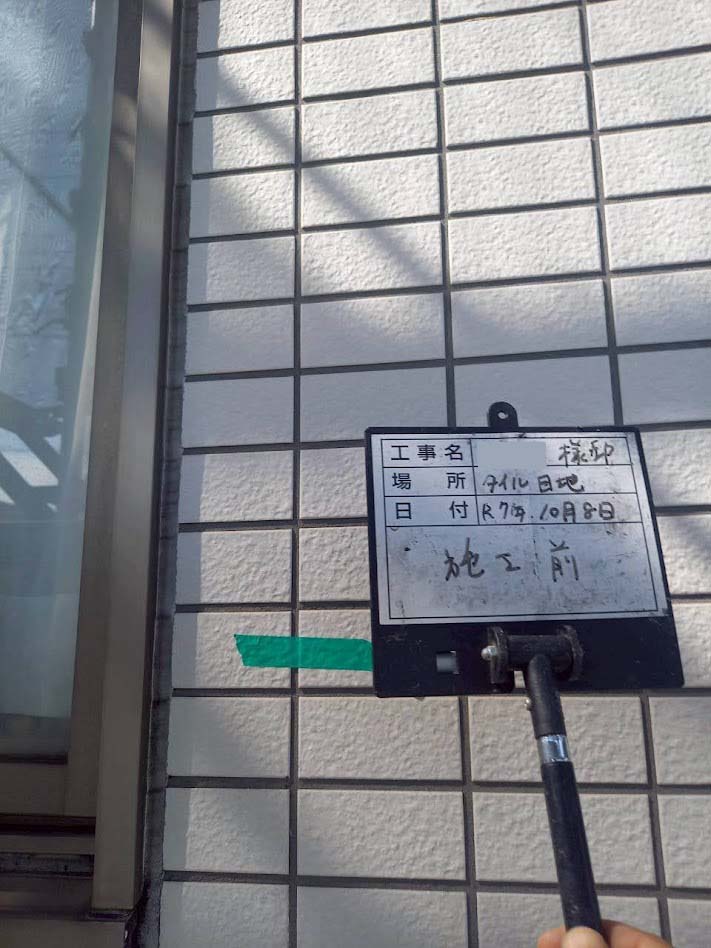 工事名 様邸
場所 タイル目地
日付 R7年.10月8日
施工前